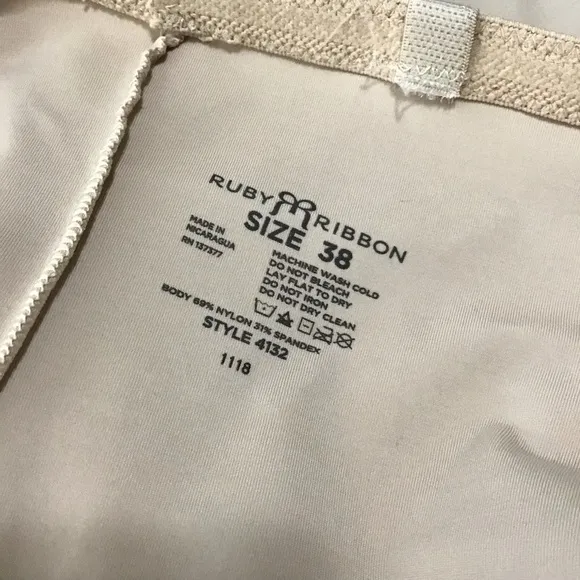 RUBY RIBBON
SIZE 38
MADE IN
NICARAGUA
RN 137377
MACHINE WASH COLD
DO NOT BLEACH
LAY FLAT TO DRY
DO NOT IRON
DO NOT DRY CLEAN
BODY 69% NYLON 31% SPANDEX
STYLE 4132
1118